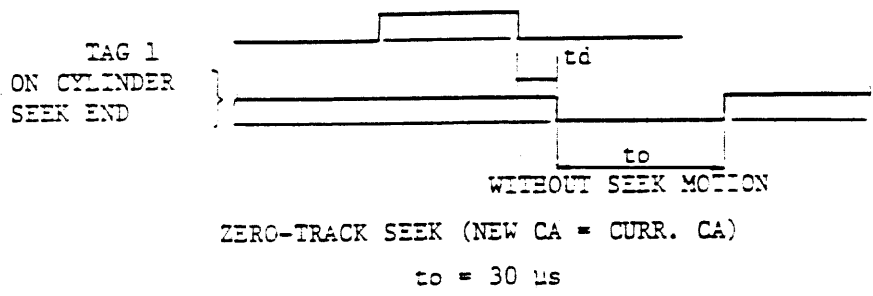 TAG 1
td
ON CYLINDER
SEEK END
to
WITHOUT SEEK MOTION
ZERO-TRACK SEEK (NEW CA = CURR. CA)
to = 30 us